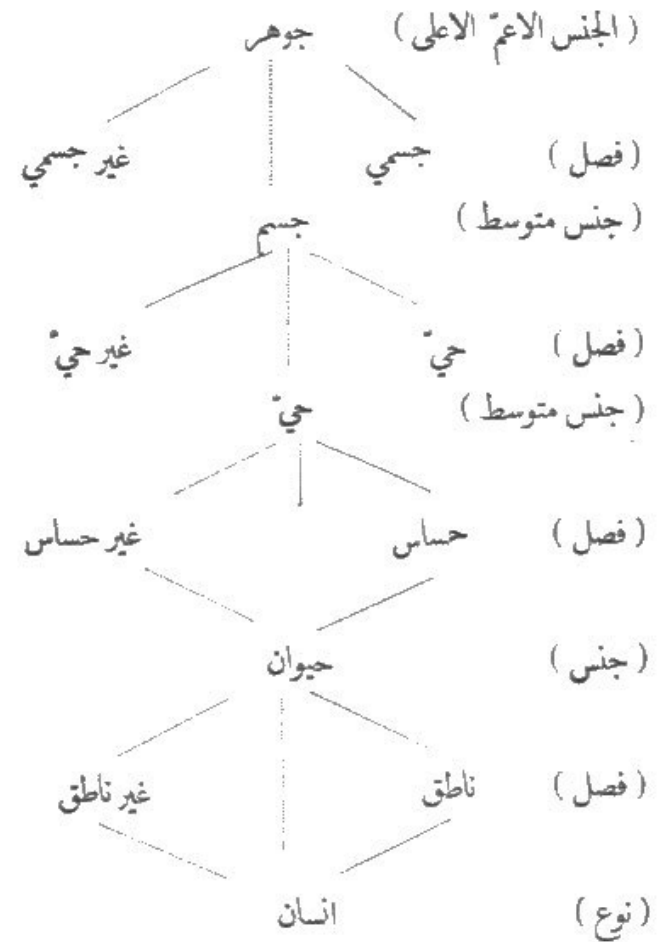 ( الجنس الاعمّ الاعلى ) جوهر
( فصل ) جسمي غير جسمي
( جنس متوسط ) جسم
( فصل ) حيّ غير حيّ
( جنس متوسط ) حيّ
( فصل ) حساس غير حساس
( جنس ) حيوان
( فصل ) ناطق غير ناطق
( نوع ) انسان